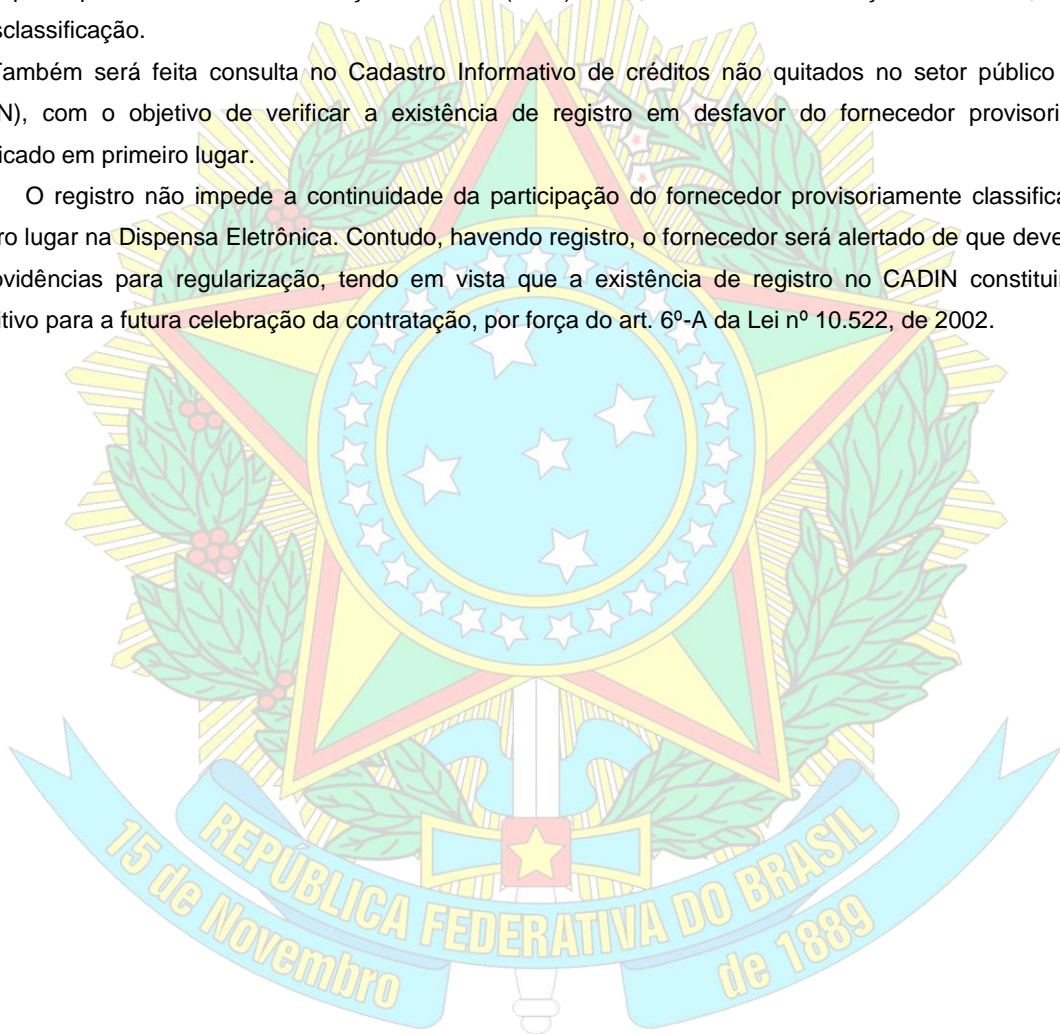 sclassificação.
Também será feita consulta no Cadastro Informativo de créditos não quitados no setor público
N), com o objetivo de verificar a existência de registro em desfavor do fornecedor provisori
icado em primeiro lugar.
O registro não impede a continuidade da participação do fornecedor provisoriamente classifica
ro lugar na Dispensa Eletrônica. Contudo, havendo registro, o fornecedor será alertado de que deve
ovidências para regularização, tendo em vista que a existência de registro no CADIN constitui
itivo para a futura celebração da contratação, por força do art. 6º-A da Lei nº 10.522, de 2002.
REPÚBLICA FEDERATIVA DO BRASIL
15 de Novembro
de 1889